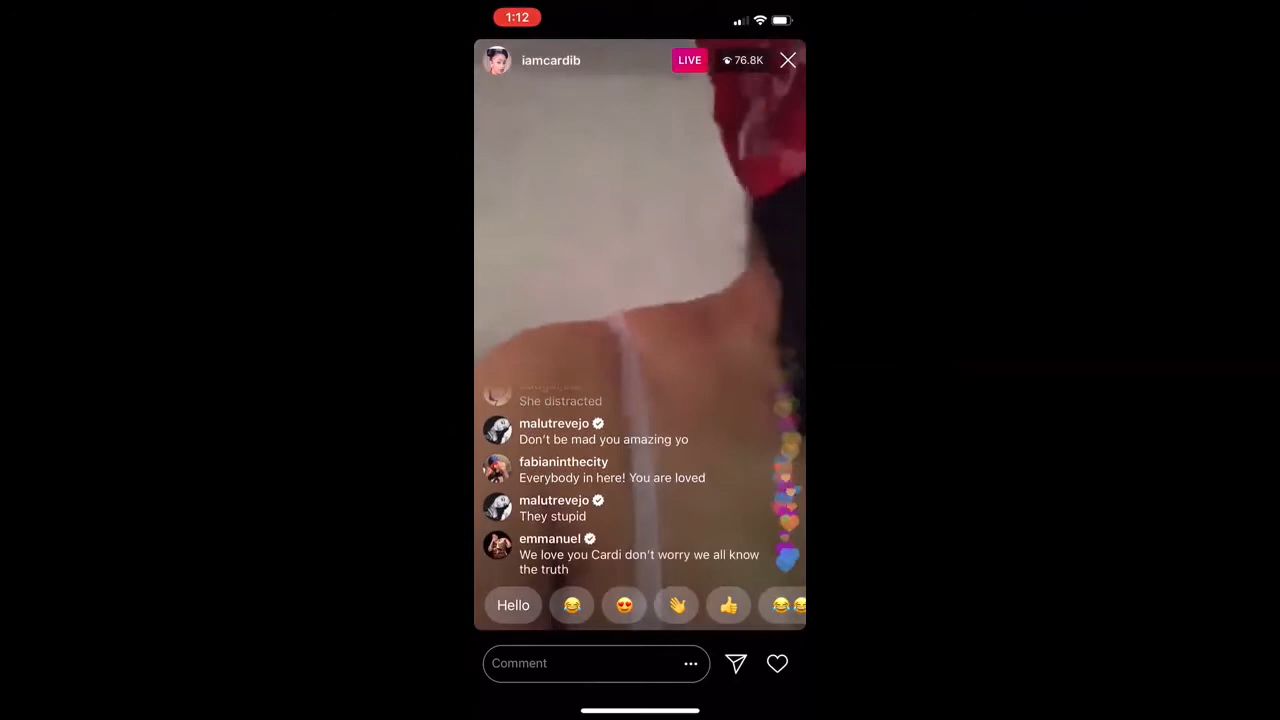 1:12
iamcardib
LIVE 76.8K
She distracted
malutrevejo
Don't be mad you amazing yo
fabianinthecity
Everybody in here! You are loved
malutrevejo
They stupid
emmanuel
We love you Cardi don't worry we all know
the truth
Hello
Comment